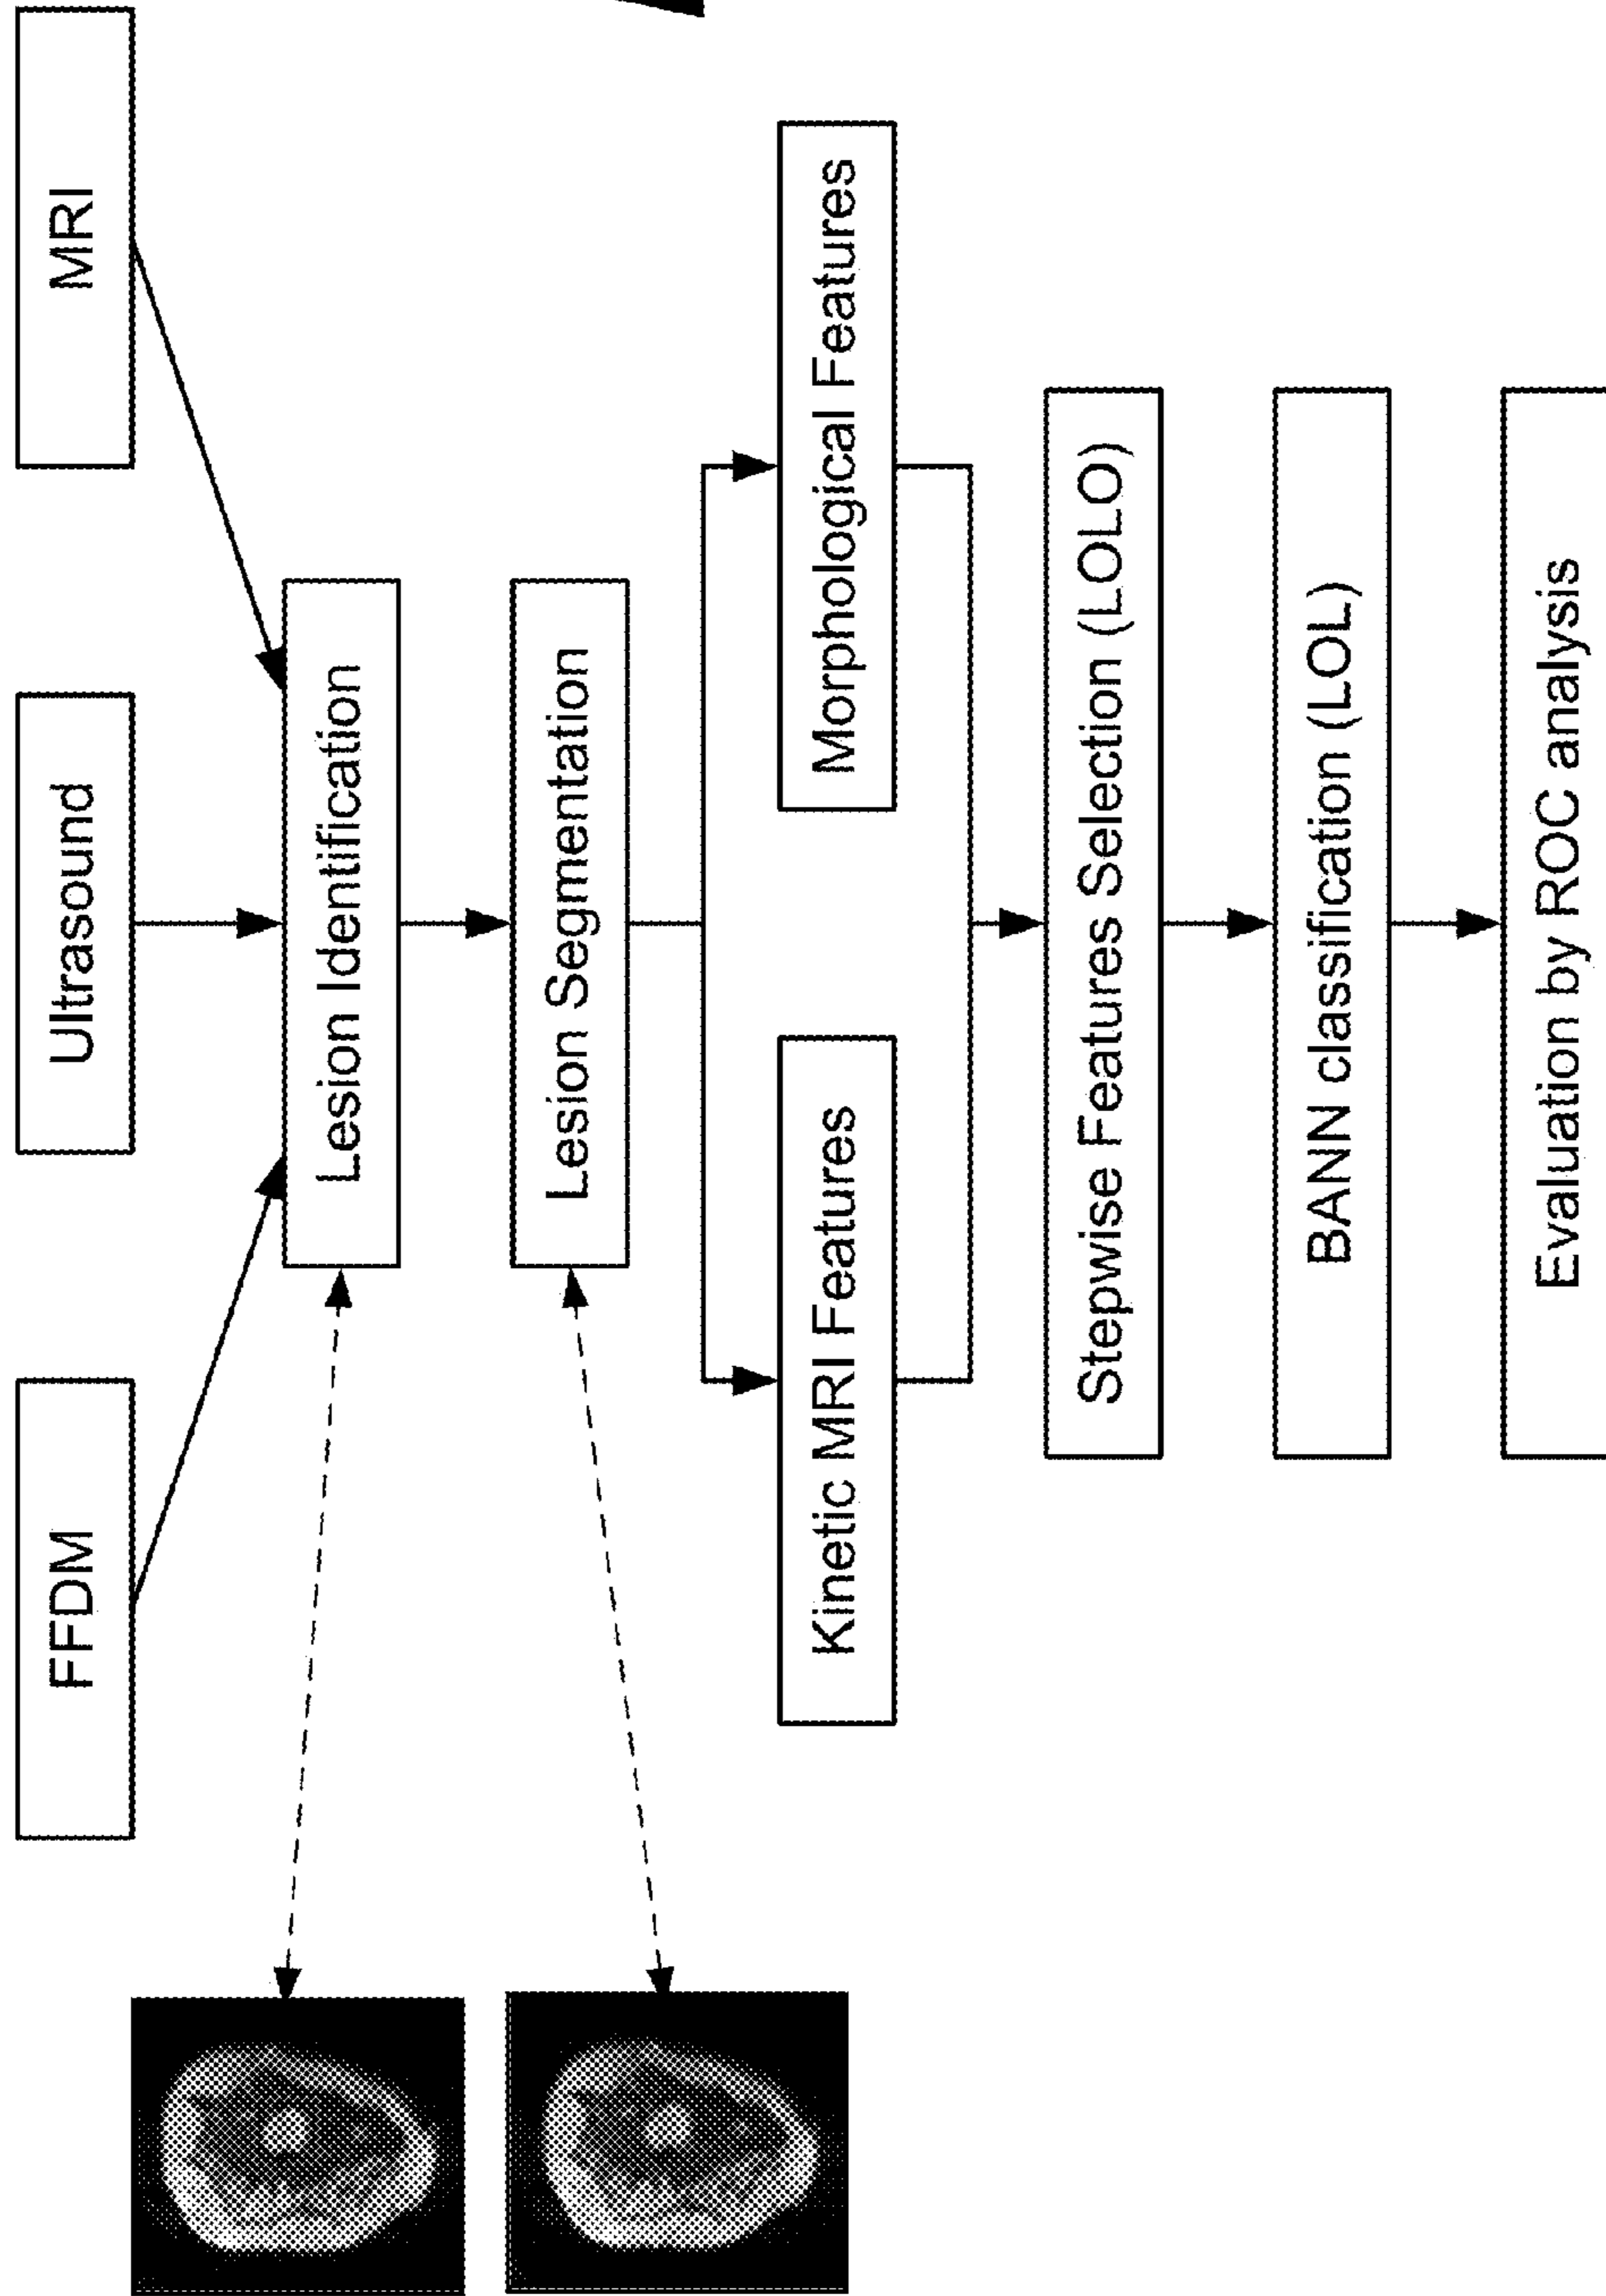 FFDM
Ultrasound
MRI
Lesion Identification
Lesion Segmentation
Kinetic MRI Features
Morphological Features
Stepwise Features Selection (LOLO)
BANN classification (LOL)
Evaluation by ROC analysis